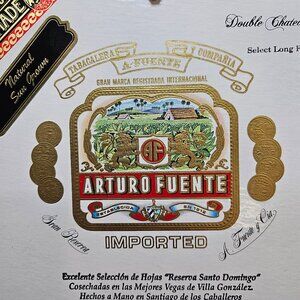 MADE
Natural
Sun Grown
Double Chateau
Select Long F
TABACALERA A. FUENTE Y COMPAÑIA
GRAN MARCA REGISTRADA INTERNACIONAL
AF
ARTURO FUENTE
ESTABLECIDA EN 1912
Gran Reserva
A. Fuente y Cia
IMPORTED
Excelente Selección de Hojas "Reserva Santo Domingo"
Cosechadas en las Mejores Vegas de Villa González.
Hechos a Mano en Santiago de los Caballeros